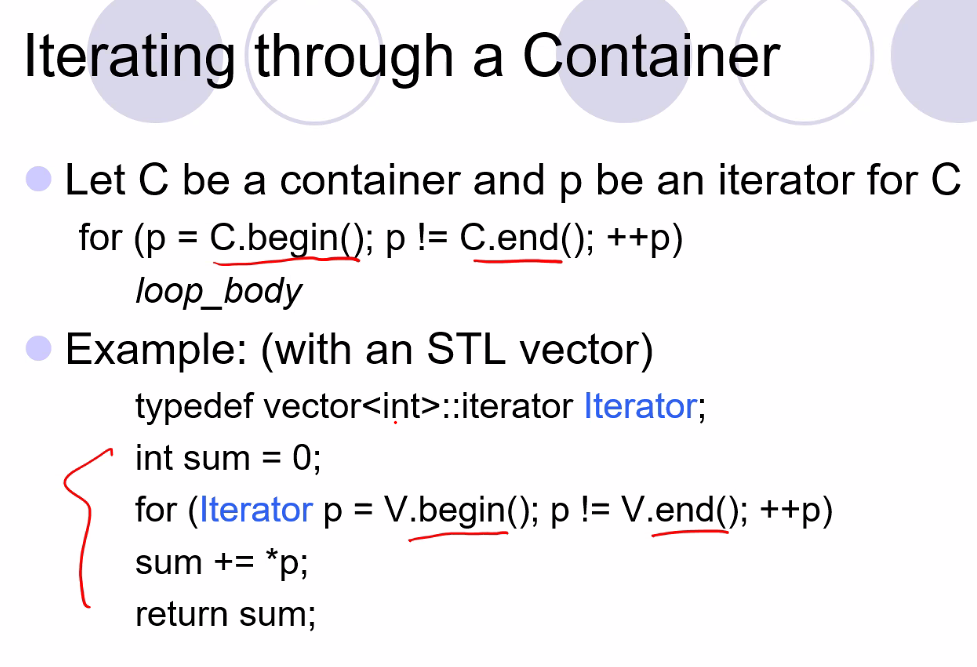 Iterating through a Container
Let C be a container and p be an iterator for C
for (p = C.begin(); p != C.end(); ++p)
loop_body
Example: (with an STL vector)
typedef vector<int>::iterator Iterator;
int sum = 0;
for (Iterator p = V.begin(); p != V.end(); ++p)
sum += *p;
return sum;